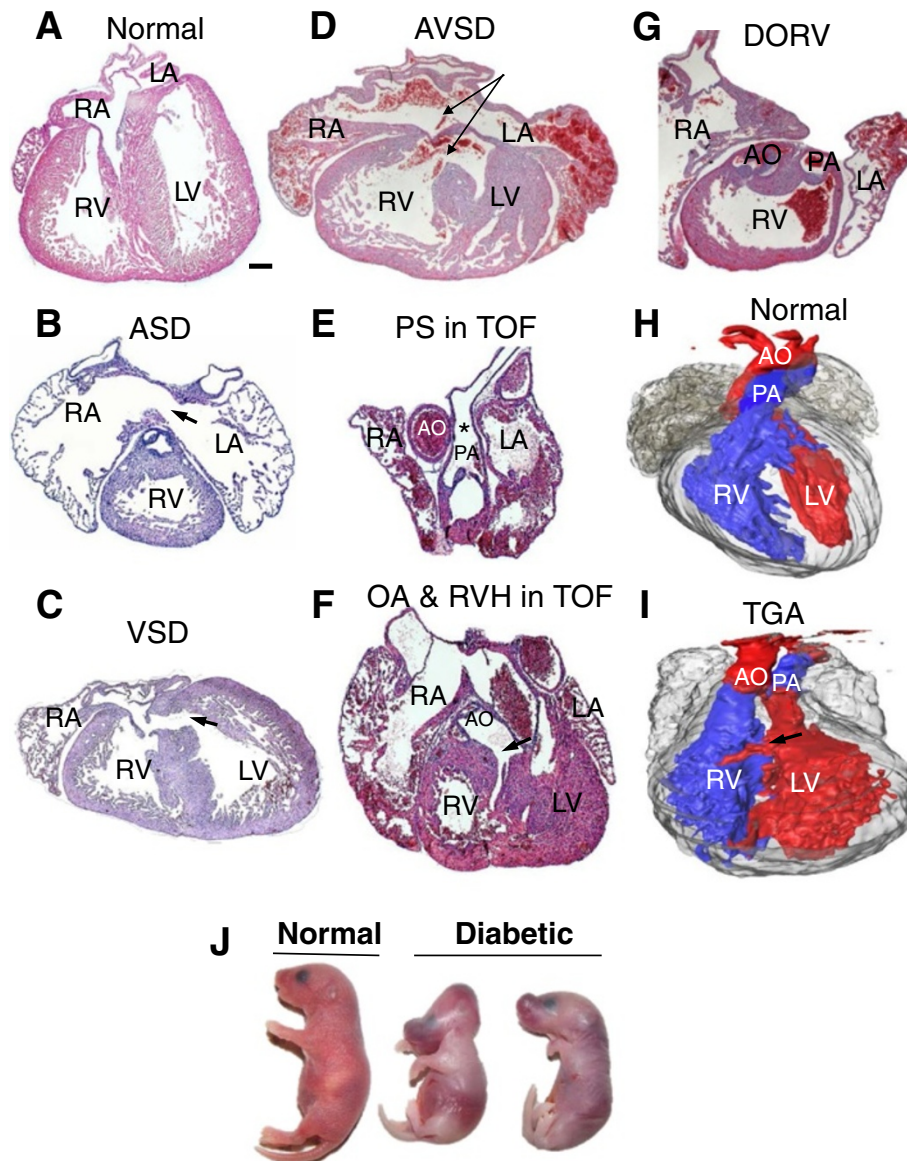 A Normal
LA
RA
RV LV
B ASD
RA
LA
RV
C VSD
RA
RV LV
D AVSD
RA LA
RV LV
E PS in TOF
RA AO * LA
PA
F OA & RVH in TOF
RA
LA
AO
RV LV
G DORV
RA
AO PA
LA
RV
H Normal
AO
PA
RV LV
I TGA
AO PA
RV LV
J Normal Diabetic